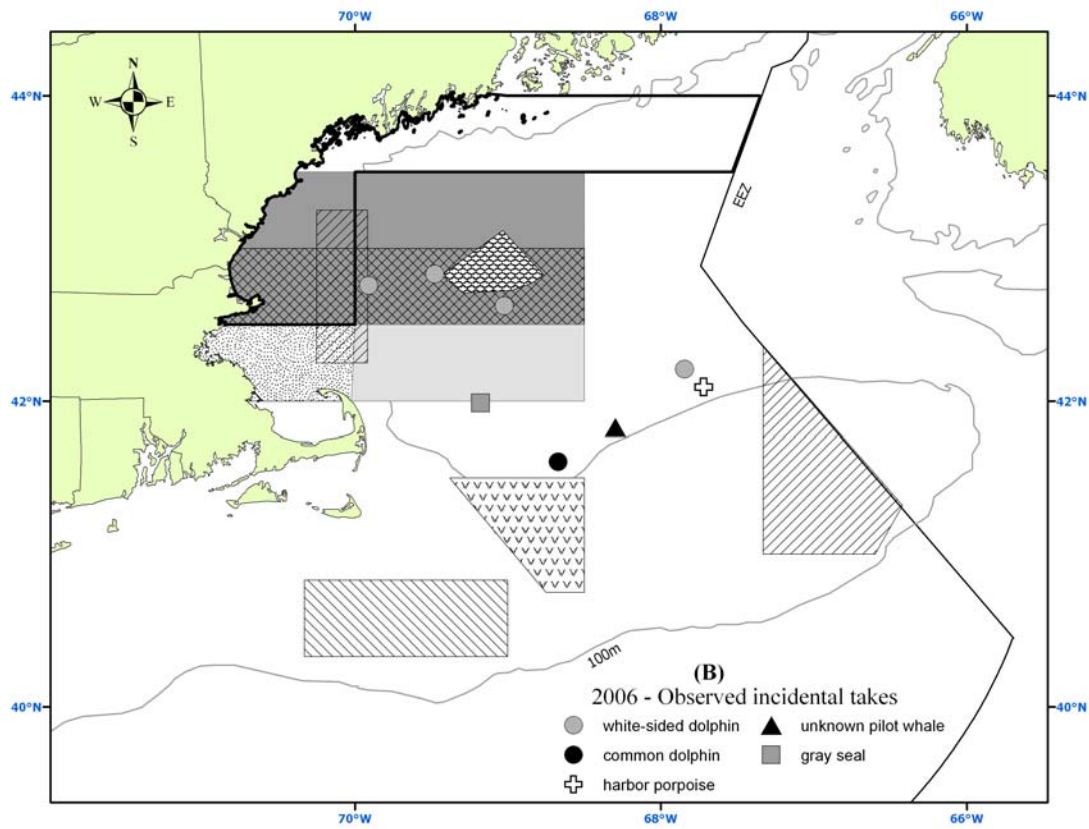 70°W 68°W 66°W
N
W E
S
44°N 44°N
EEZ
42°N 42°N
100m
(B)
2006 - Observed incidental takes
40°N 40°N
white-sided dolphin unknown pilot whale
common dolphin gray seal
harbor porpoise
70°W 68°W 66°W